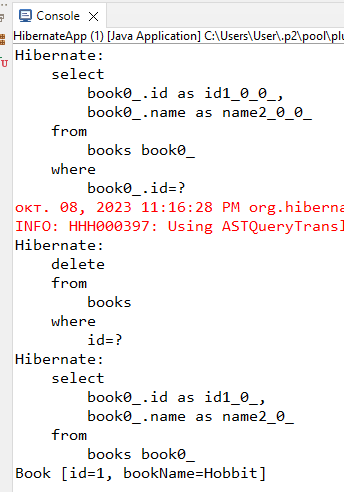 Console
HibernateApp (1) [Java Application] C:\Users\User\.p2\pool\plu
Hibernate:
    select
        book0_.id as id1_0_0_,
        book0_.name as name2_0_0_
    from
        books book0_
    where
        book0_.id=?
окт. 08, 2023 11:16:28 PM org.hiberna
INFO: HHH000397: Using ASTQueryTransl
Hibernate:
    delete
    from
        books
    where
        id=?
Hibernate:
    select
        book0_.id as id1_0_,
        book0_.name as name2_0_
    from
        books book0_
Book [id=1, bookName=Hobbit]